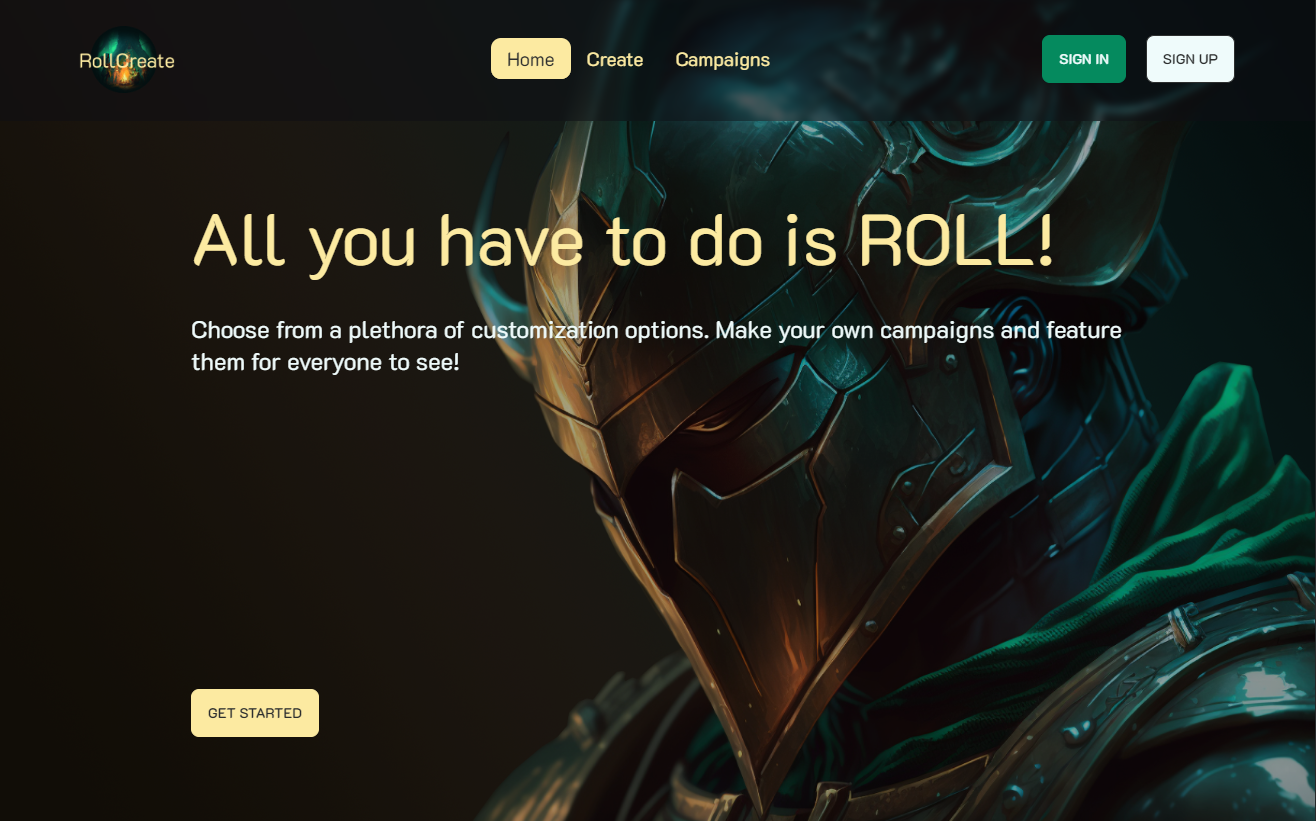 RollCreate
Home
Create
Campaigns
SIGN IN
SIGN UP
All you have to do is ROLL!
Choose from a plethora of customization options. Make your own campaigns and feature
them for everyone to see!
GET STARTED